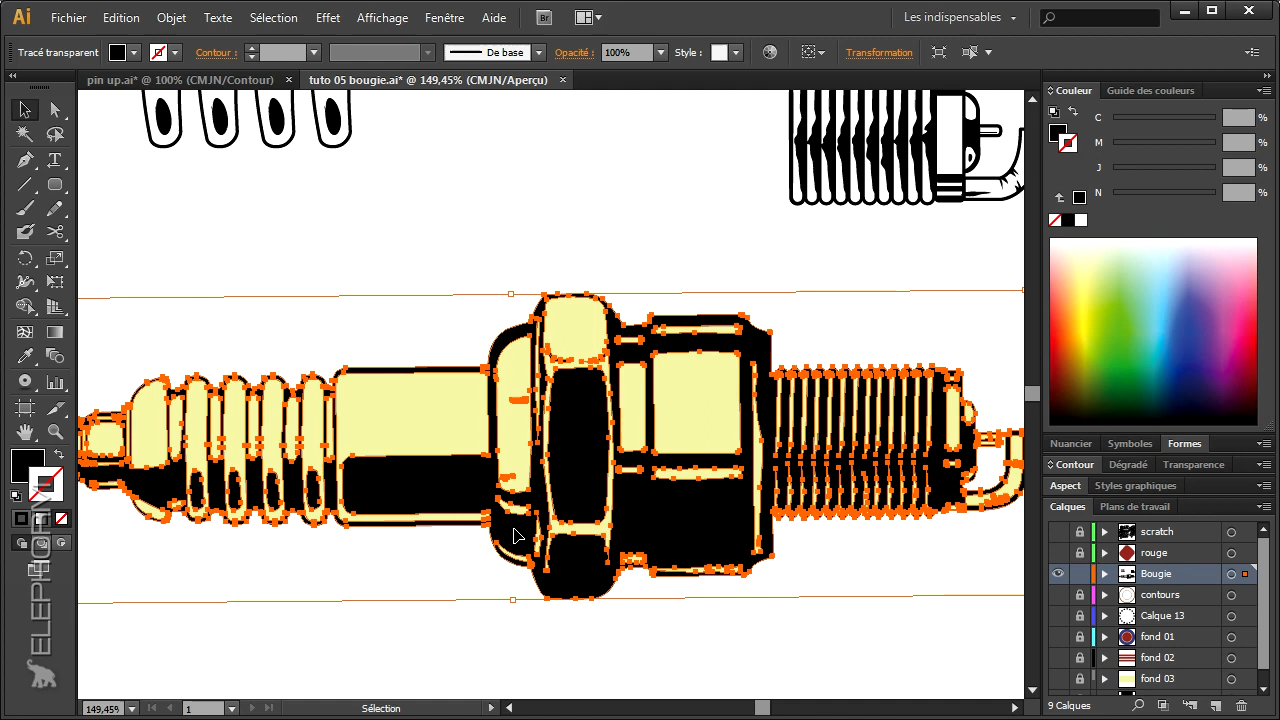 Ai Fichier Edition Objet Texte Sélection Effet Affichage Fenêtre Aide Br Les indispensables
Tracé transparent Contour : De base Opacité : 100% Style : Transformation
pin up.ai* @ 100% (CMJN/Contour) × tuto 05 bougie.ai* @ 149,45% (CMJN/Aperçu) ×
Couleur Guide des couleurs
C %
M %
J %
N %
Nuancier Symboles Formes
Contour Dégradé Transparence
Aspect Styles graphiques
Calques Plans de travail
scratch
rouge
Bougie
contours
Calque 13
fond 01
fond 02
fond 03
9 Calques
ELEPHORM
149,45% 1 Sélection